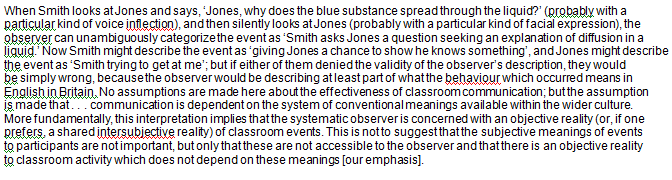 When Smith looks at Jones and says, ‘Jones, why does the blue substance spread through the liquid?’ (probably with a
particular kind of voice inflection), and then silently looks at Jones (probably with a particular kind of facial expression), the
observer can unambiguously categorize the event as ‘Smith asks Jones a question seeking an explanation of diffusion in a
liquid.’ Now Smith might describe the event as ‘giving Jones a chance to show he knows something’, and Jones might describe
the event as ‘Smith trying to get at me’; but if either of them denied the validity of the observer’s description, they would
be simply wrong, because the observer would be describing at least part of what the behaviour which occurred means in
English in Britain. No assumptions are made here about the effectiveness of classroom communication; but the assumption
is made that . . . communication is dependent on the system of conventional meanings available within the wider culture.
More fundamentally, this interpretation implies that the systematic observer is concerned with an objective reality (or, if one
prefers, a shared intersubjective reality) of classroom events. This is not to suggest that the subjective meanings of events
to participants are not important, but only that these are not accessible to the observer and that there is an objective reality
to classroom activity which does not depend on these meanings [our emphasis].